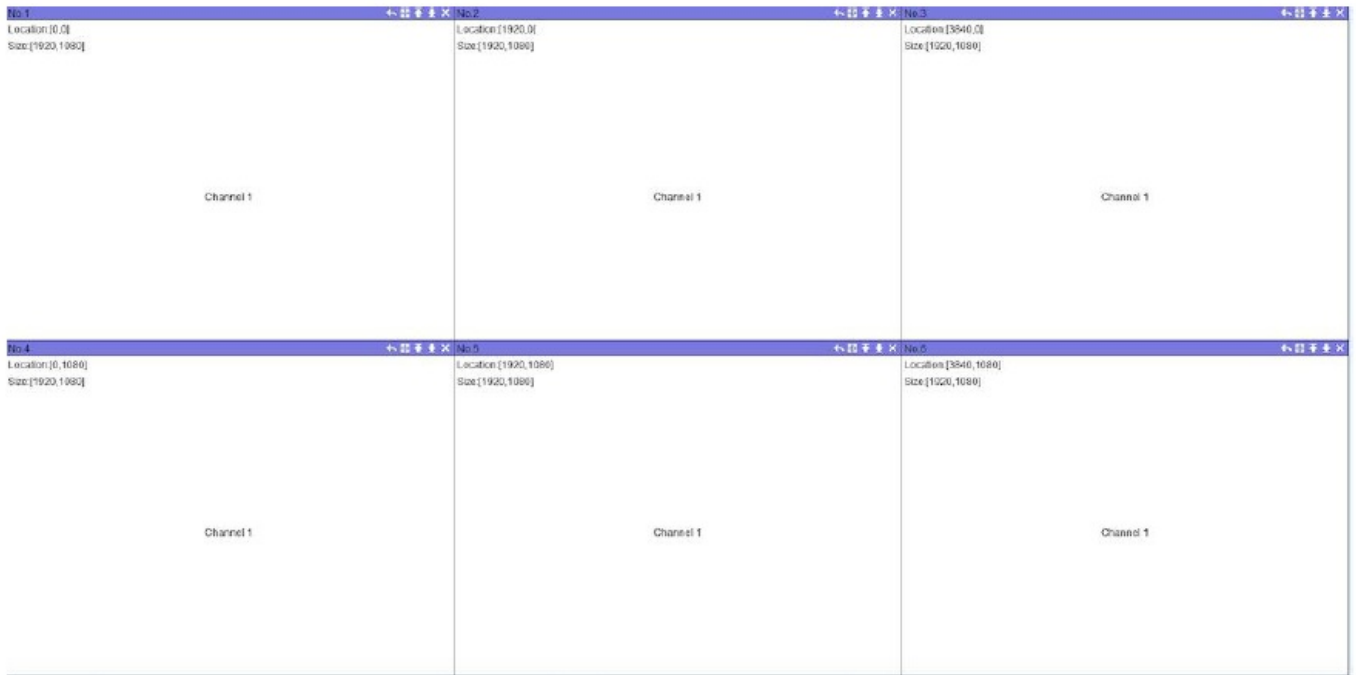 No.1
Location:[0,0]
Size:[1920,1080]
Channel 1
No.2
Location:[1920,0]
Size:[1920,1080]
Channel 1
No.3
Location:[3840,0]
Size:[1920,1080]
Channel 1
No.4
Location:[0,1080]
Size:[1920,1080]
Channel 1
No.5
Location:[1920,1080]
Size:[1920,1080]
Channel 1
No.6
Location:[3840,1080]
Size:[1920,1080]
Channel 1